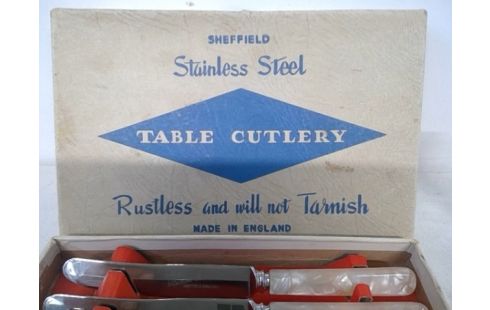 SHEFFIELD
Stainless Steel
TABLE CUTLERY
Rustless and will not Tarnish
MADE IN ENGLAND